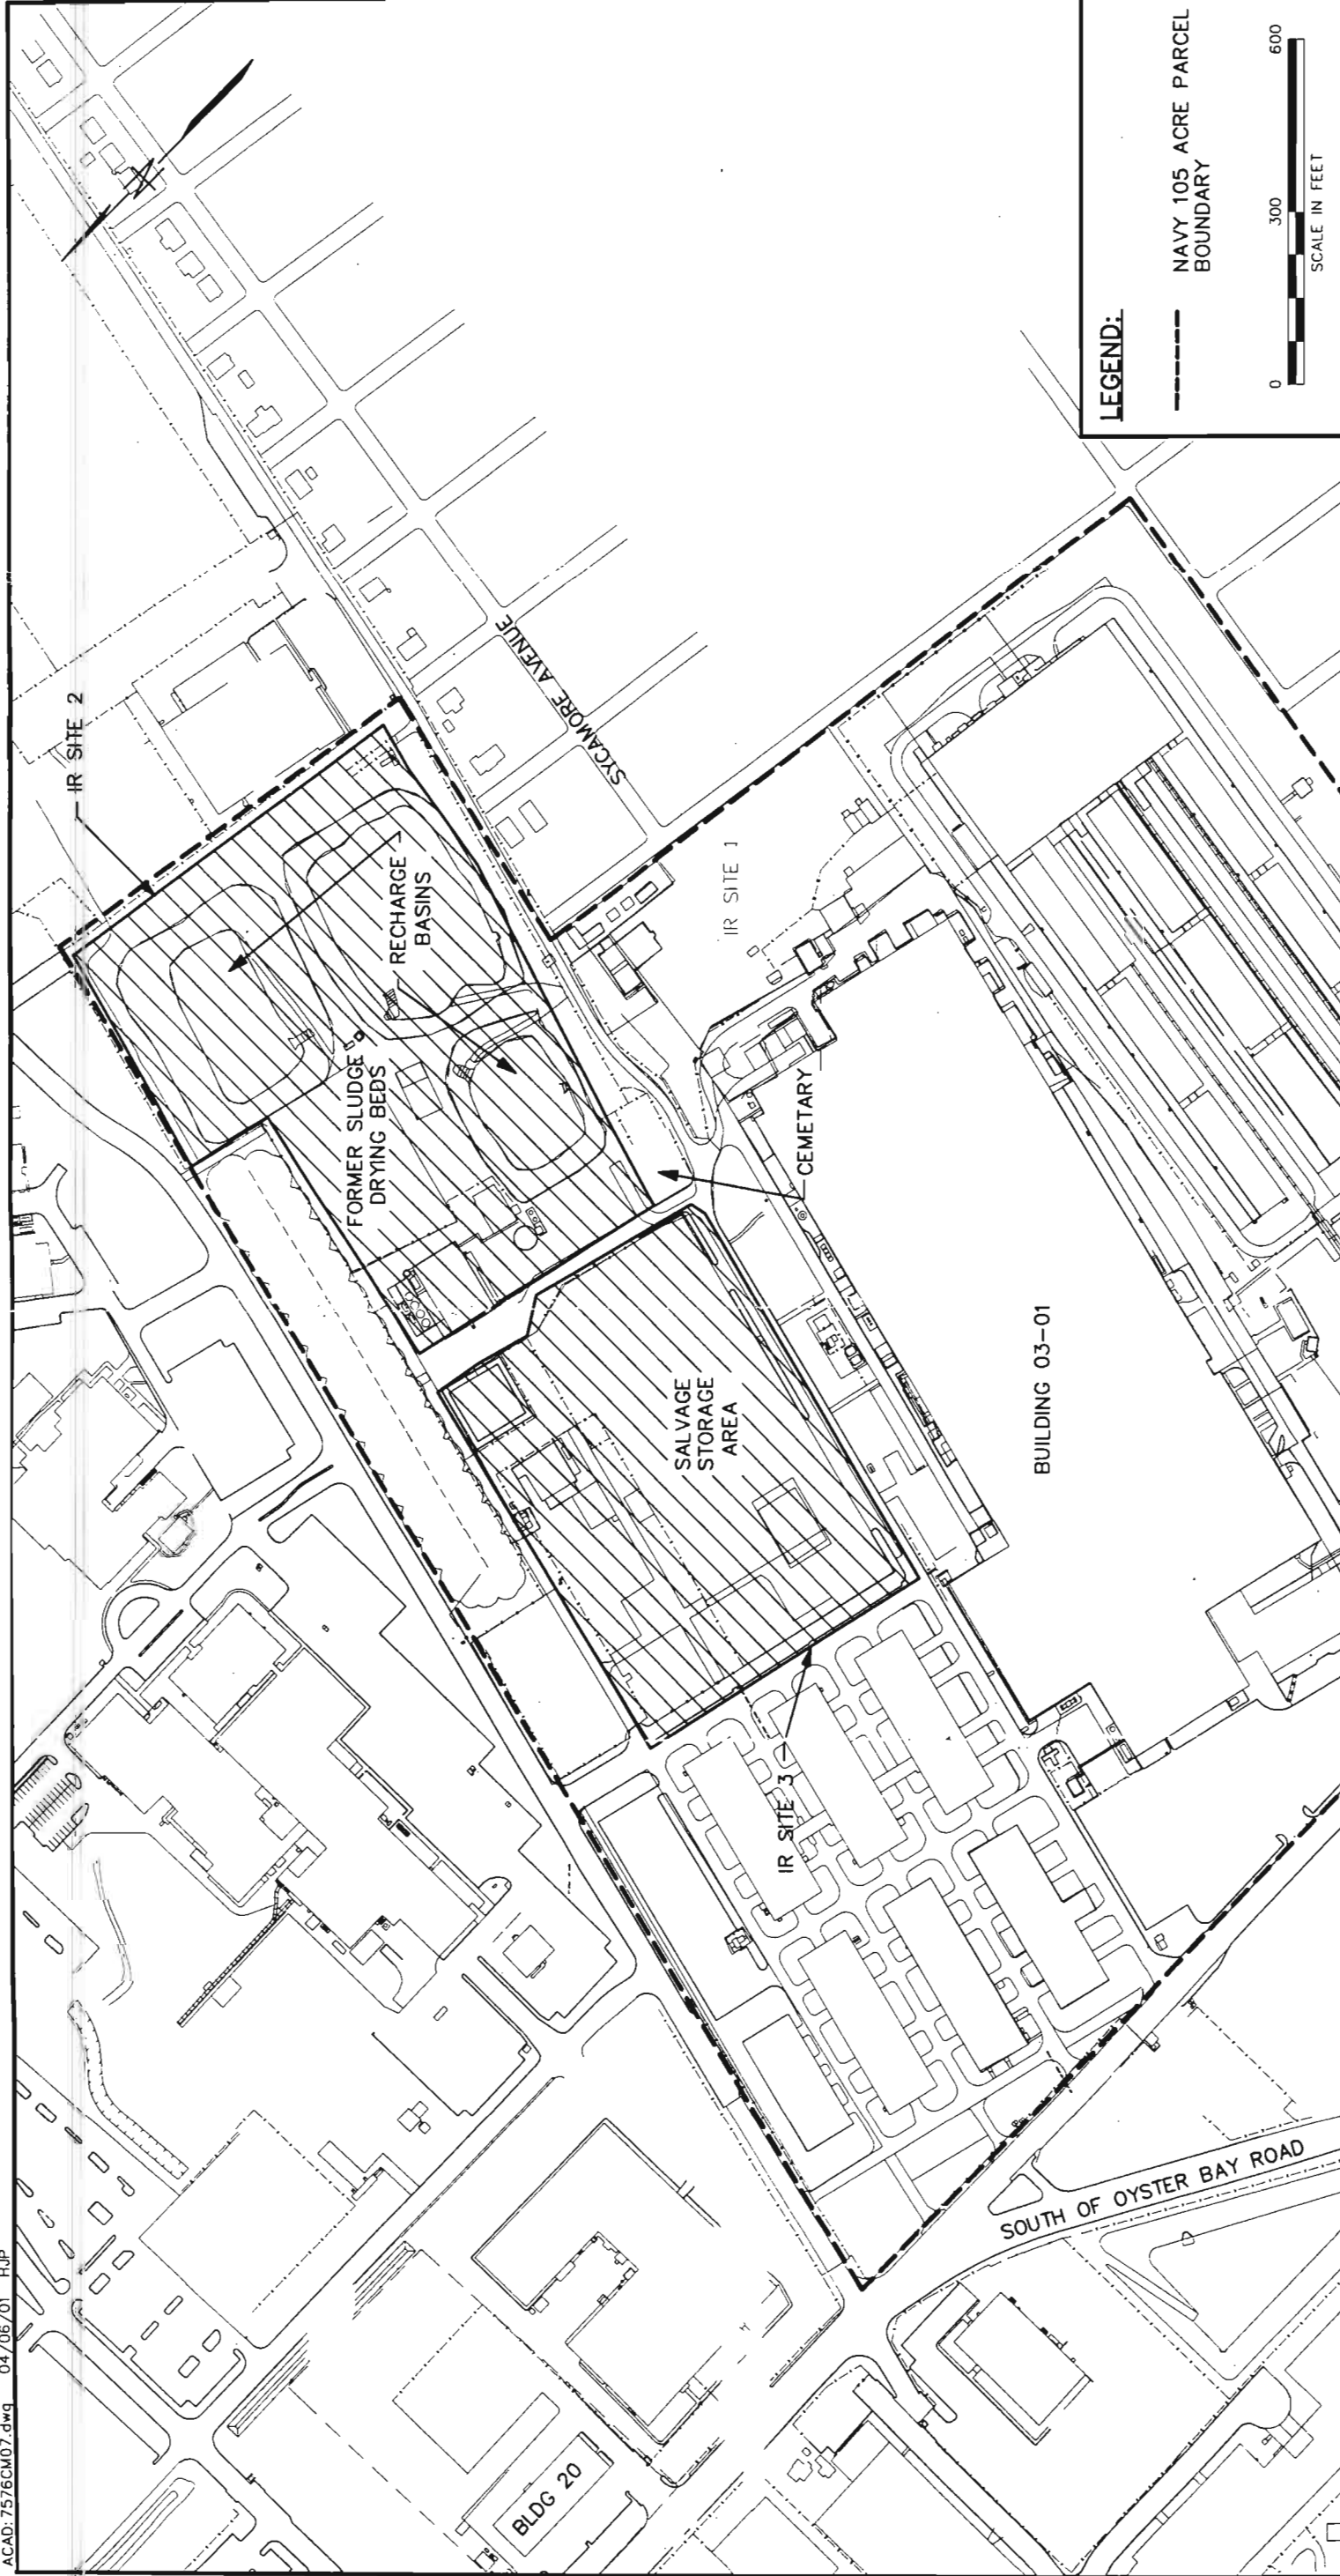 ACAD: 7576CM07.dwg 04/06/01 HJP
IR SITE 2
RECHARGE
BASINS
FORMER SLUDGE
DRYING BEDS
SYCAMORE AVENUE
IR SITE 1
CEMETARY
SALVAGE
STORAGE
AREA
BUILDING 03-01
IR SITE 3
SOUTH OF OYSTER BAY ROAD
BLDG 20
LEGEND:
NAVY 105 ACRE PARCEL
BOUNDARY
0 300 600
SCALE IN FEET